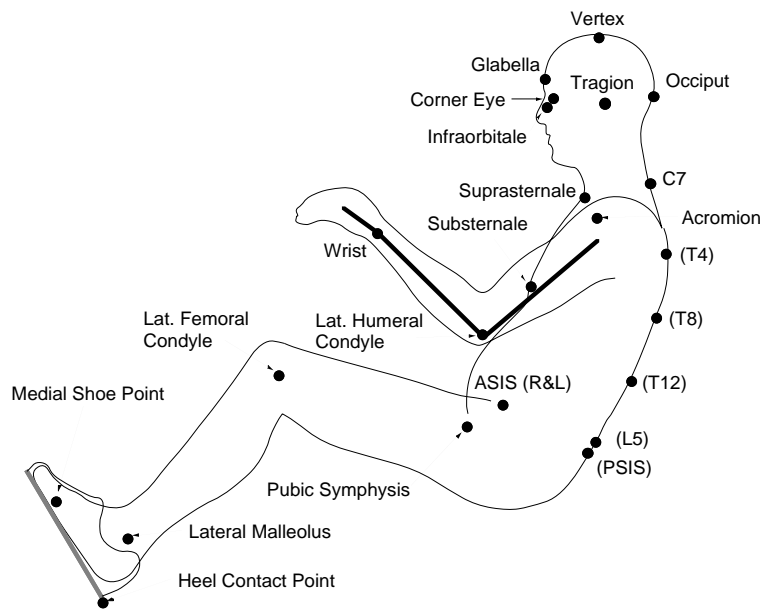 Vertex
Glabella
Tragion
Occiput
Corner Eye
Infraorbitale
C7
Suprasternale
Substernale
Acromion
Wrist
(T4)
Lat. Femoral
Condyle
Lat. Humeral
Condyle
(T8)
Medial Shoe Point
ASIS (R&L)
(T12)
(L5)
(PSIS)
Pubic Symphysis
Lateral Malleolus
Heel Contact Point